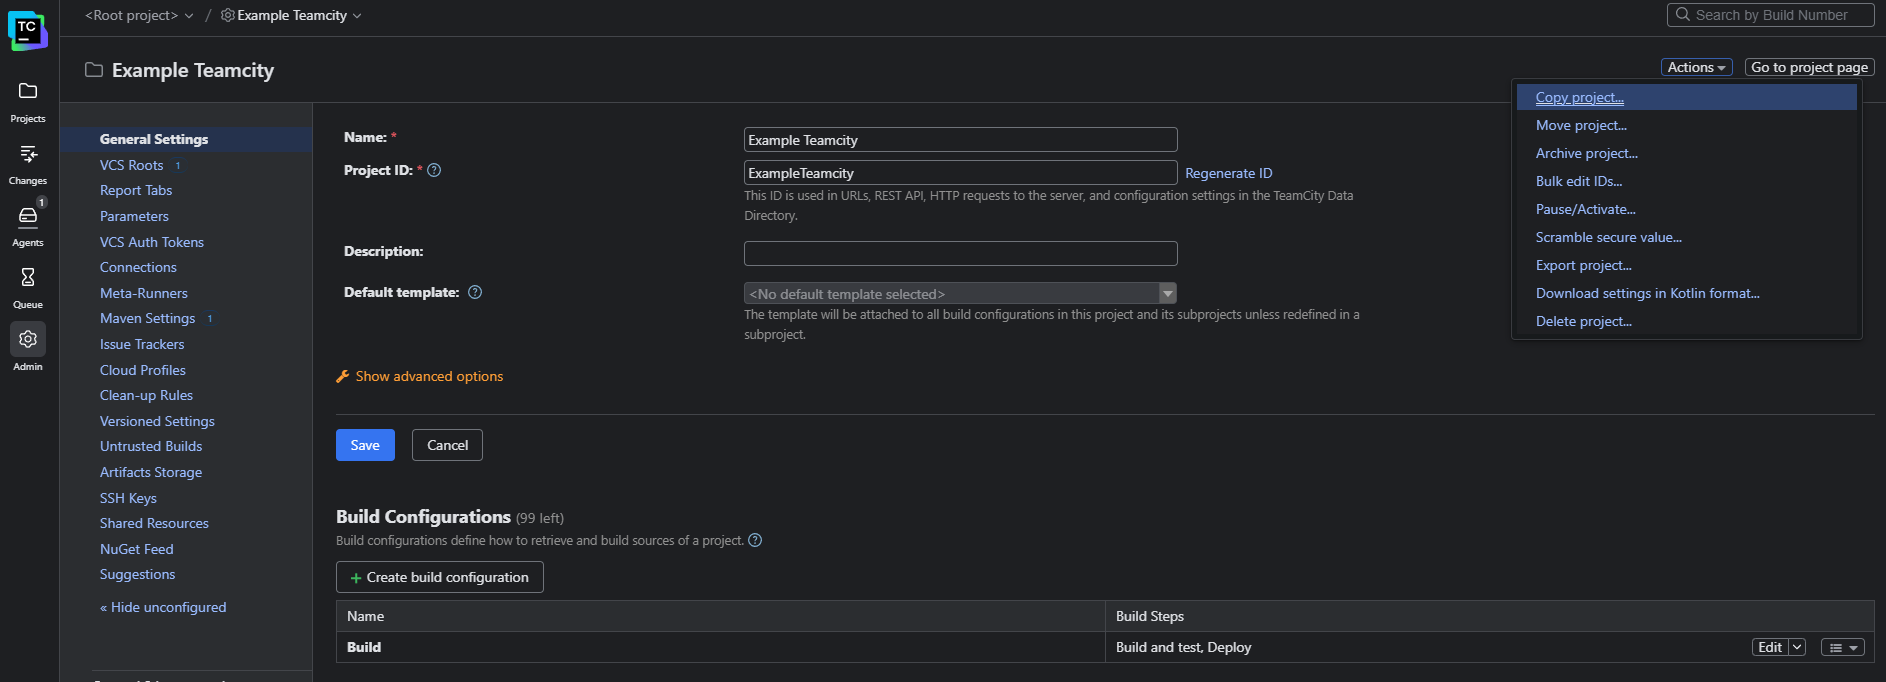 TC
<Root project> / Example Teamcity
Search by Build Number
Example Teamcity
Actions
Go to project page
Projects
Changes
1
Agents
Queue
Admin
General Settings
VCS Roots 1
Report Tabs
Parameters
VCS Auth Tokens
Connections
Meta-Runners
Maven Settings 1
Issue Trackers
Cloud Profiles
Clean-up Rules
Versioned Settings
Untrusted Builds
Artifacts Storage
SSH Keys
Shared Resources
NuGet Feed
Suggestions
« Hide unconfigured
Name: *
Example Teamcity
Project ID: * ?
ExampleTeamcity
Regenerate ID
This ID is used in URLs, REST API, HTTP requests to the server, and configuration settings in the TeamCity Data
Directory.
Description:
Default template: ?
<No default template selected>
The template will be attached to all build configurations in this project and its subprojects unless redefined in a
subproject.
Show advanced options
Save
Cancel
Copy project...
Move project...
Archive project...
Bulk edit IDs...
Pause/Activate...
Scramble secure value...
Export project...
Download settings in Kotlin format...
Delete project...
Build Configurations (99 left)
Build configurations define how to retrieve and build sources of a project. ?
+ Create build configuration
Name
Build Steps
Build
Build and test, Deploy
Edit